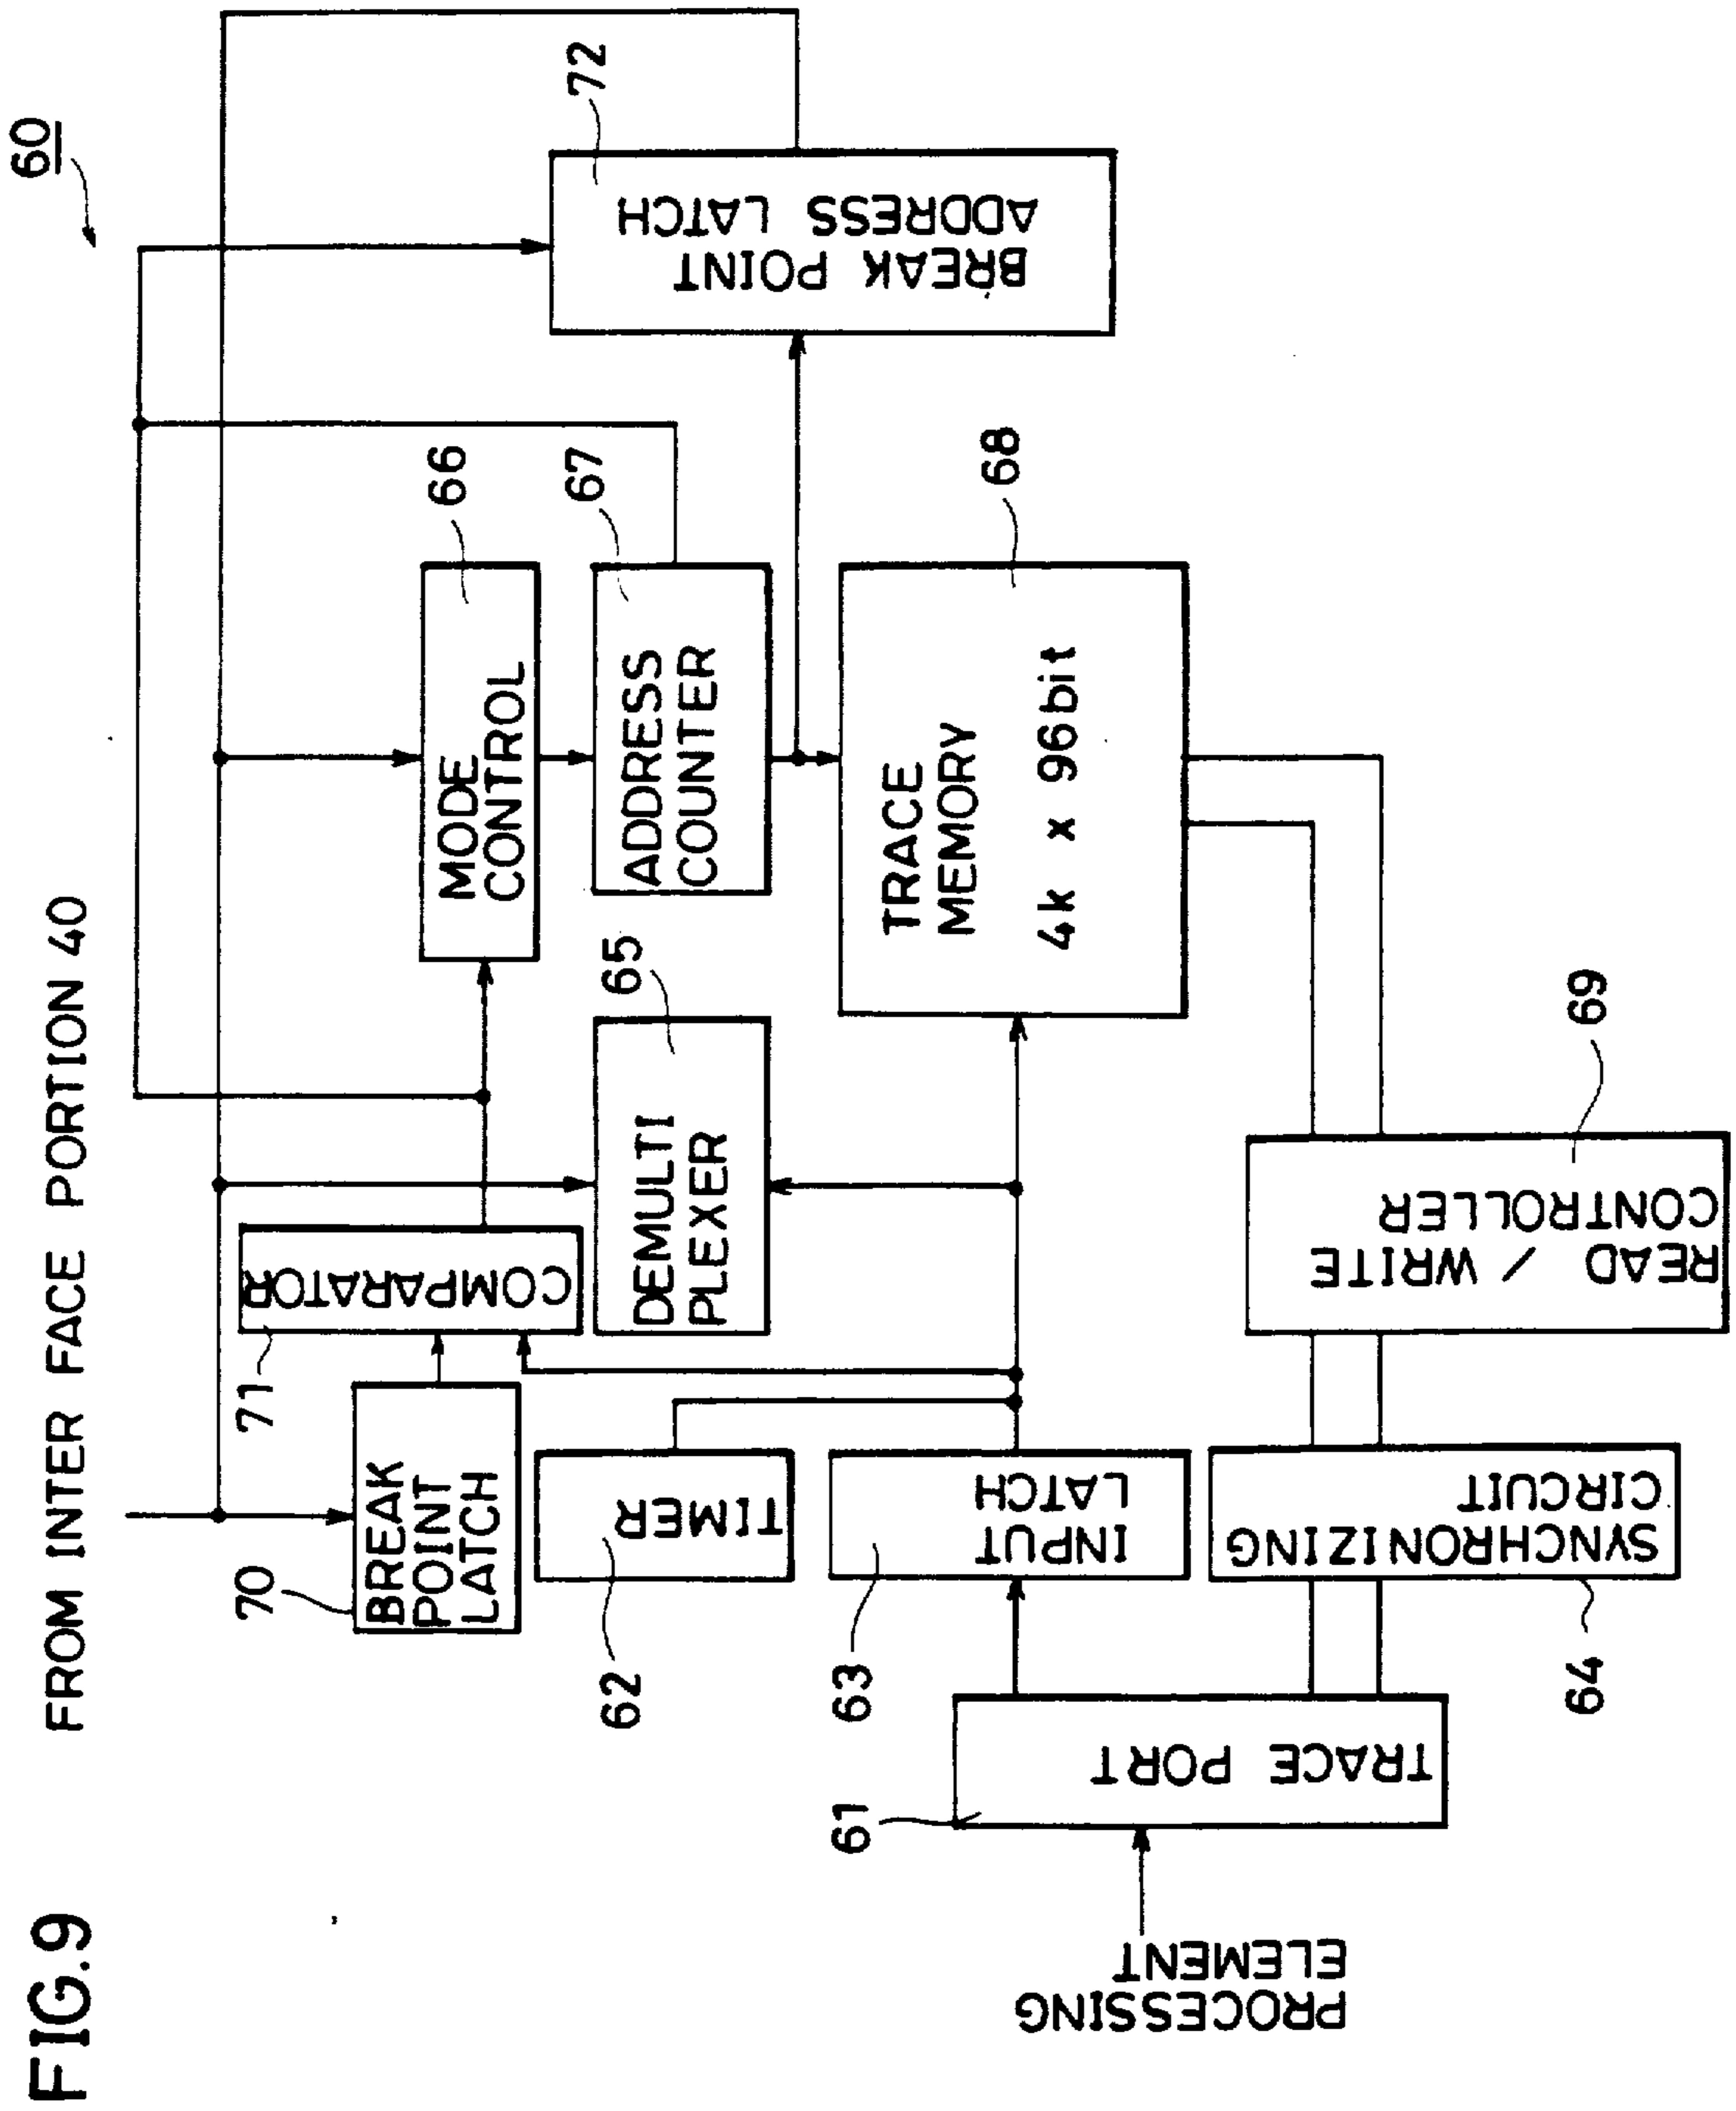 FIG.9
FROM INTER FACE PORTION 40
60
70
BREAK
POINT
LATCH
71
COMPARATOR
62
TIMER
65
DEMULTI
PLEXER
66
MODE
CONTROL
67
ADDRESS
COUNTER
72
BREAK POINT
ADDRESS LATCH
63
INPUT
LATCH
68
TRACE
MEMORY
4k x 96bit
61
TRACE PORT
PROCESSING
ELEMENT
64
SYNCHRONIZING
CIRCUIT
69
READ / WRITE
CONTROLLER